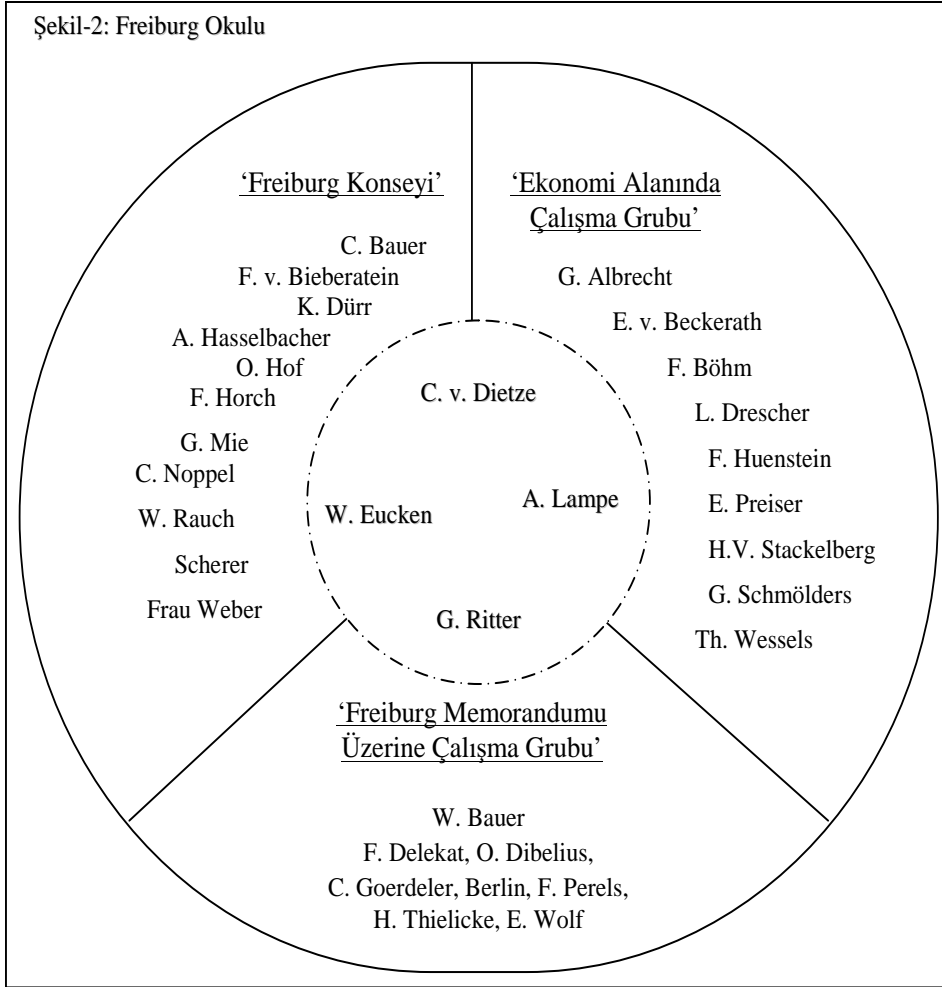 Şekil-2: Freiburg Okulu
‘Freiburg Konseyi’
C. Bauer
F. v. Bieberatein
K. Dürr
A. Hasselbacher
O. Hof
F. Horch
G. Mie
C. Noppel
W. Rauch
Scherer
Frau Weber
‘Ekonomi Alanında
Çalışma Grubu’
G. Albrecht
E. v. Beckerath
F. Böhm
L. Drescher
F. Huenstein
E. Preiser
H.V. Stackelberg
G. Schmölders
Th. Wessels
C. v. Dietze
A. Lampe
W. Eucken
G. Ritter
‘Freiburg Memorandumu
Üzerine Çalışma Grubu’
W. Bauer
F. Delekat, O. Dibelius,
C. Goerdeler, Berlin, F. Perels,
H. Thielicke, E. Wolf